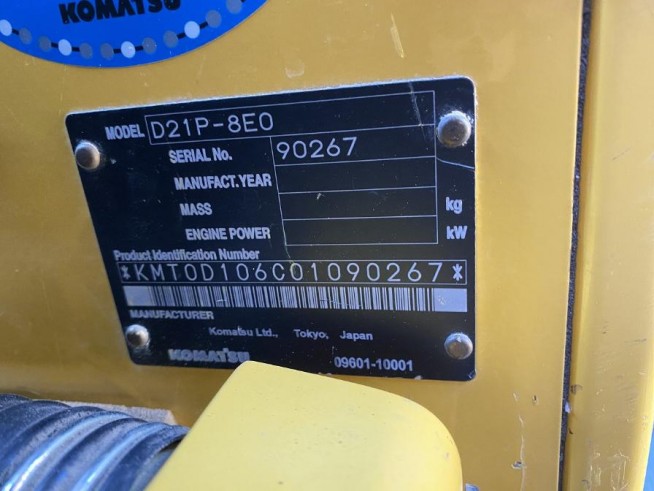 KOMATSU
MODEL D21P-8E0
SERIAL No. 90267
MANUFACT.YEAR
MASS kg
ENGINE POWER kW
Product Identification Number
*KMT0D106C01090267*
MANUFACTURER
Komatsu Ltd., Tokyo, Japan
KOMATSU 09601-10001